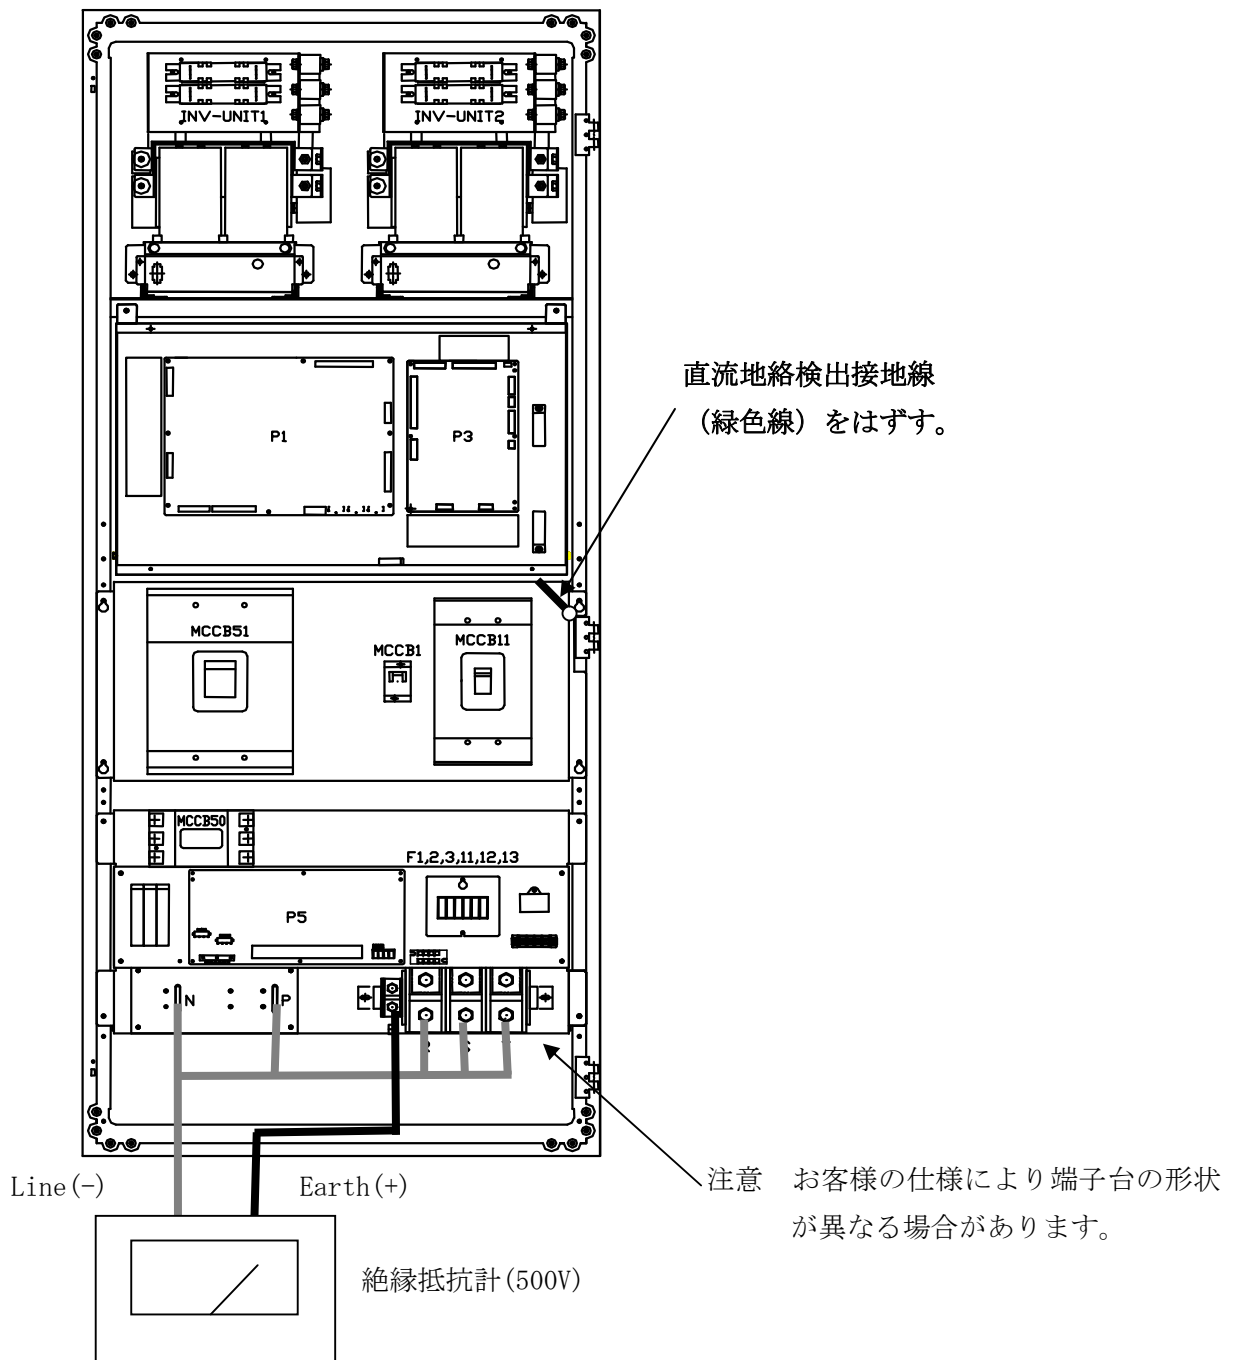 INV-UNIT1
INV-UNIT2
直流地絡検出接地線
（緑色線）をはずす。
P1
P3
MCCB51
MCCB1
MCCB11
MCCB50
F1,2,3,11,12,13
P5
N
P
Line(-)
Earth(+)
注意　お客様の仕様により端子台の形状
が異なる場合があります。
絶縁抵抗計(500V)